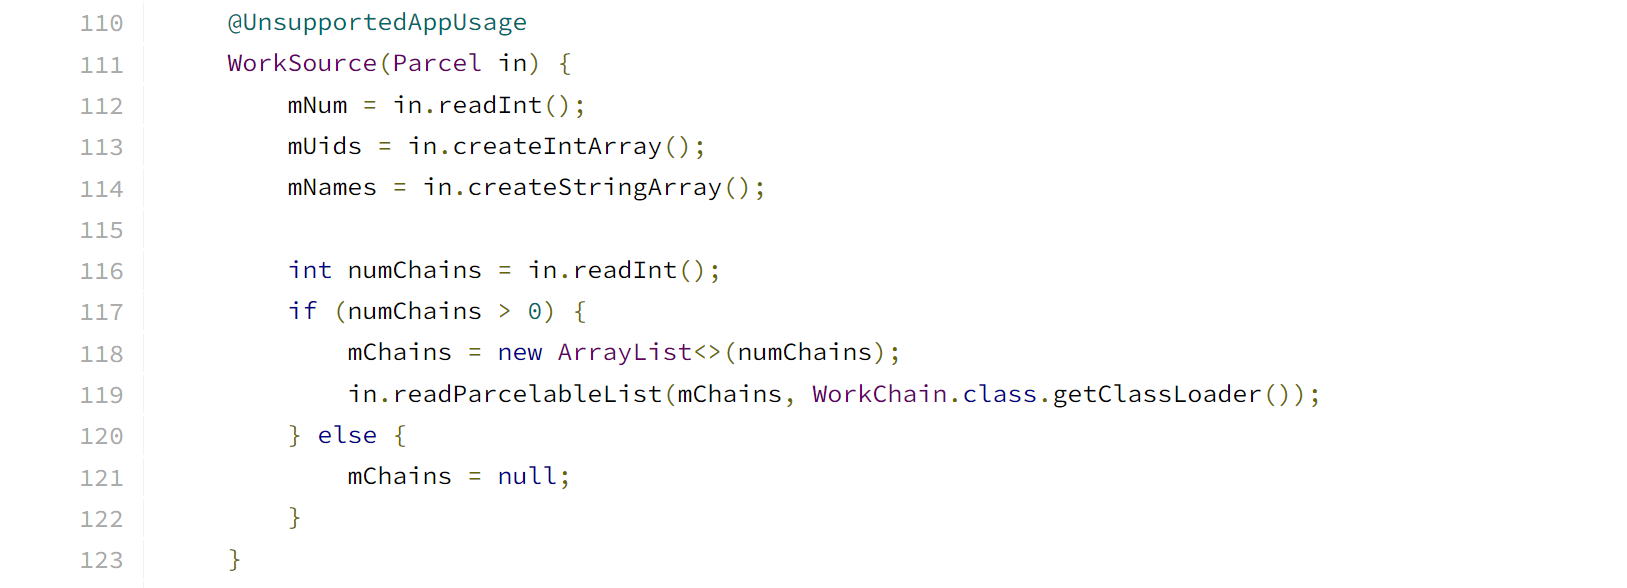 110 @UnsupportedAppUsage
111 WorkSource(Parcel in) {
112 mNum = in.readInt();
113 mUids = in.createIntArray();
114 mNames = in.createStringArray();
115
116 int numChains = in.readInt();
117 if (numChains > 0) {
118 mChains = new ArrayList<>(numChains);
119 in.readParcelableList(mChains, WorkChain.class.getClassLoader());
120 } else {
121 mChains = null;
122 }
123 }